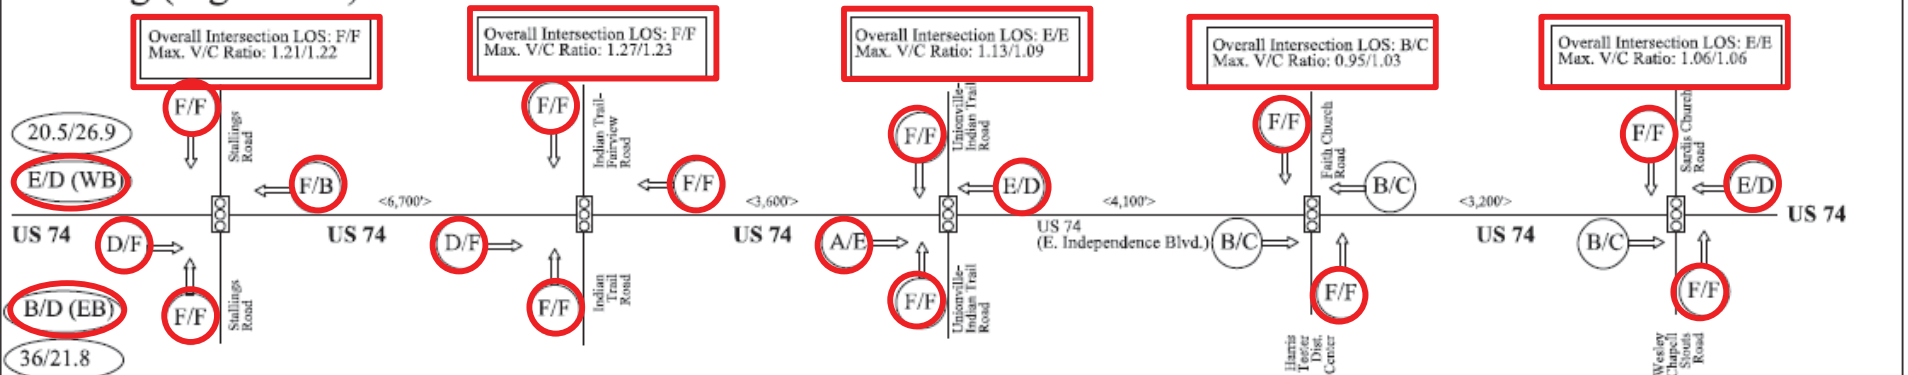 Overall Intersection LOS: F/F
Max. V/C Ratio: 1.21/1.22
Overall Intersection LOS: F/F
Max. V/C Ratio: 1.27/1.23
Overall Intersection LOS: E/E
Max. V/C Ratio: 1.13/1.09
Overall Intersection LOS: B/C
Max. V/C Ratio: 0.95/1.03
Overall Intersection LOS: E/E
Max. V/C Ratio: 1.06/1.06
F/F
F/F
F/F
F/F
F/F
Stallings
Road
Indian Trail-
Fairview
Road
Unionville-
Indian Trail
Road
Faith Church
Road
Sardis Church
Road
20.5/26.9
E/D (WB)
F/B
F/F
E/D
B/C
E/D
<6,700'>
<3,600'>
<4,100'>
<3,200'>
US 74
D/F
US 74
D/F
US 74
A/E
US 74
(E. Independence Blvd.)
B/C
US 74
B/C
US 74
B/D (EB)
F/F
Stallings
Road
F/F
Indian
Trail
Road
F/F
Unionville-
Indian Trail
Road
F/F
Harris
Teeter
Dist.
Center
F/F
Wesley
Chapel
Stouts
Road
36/21.8